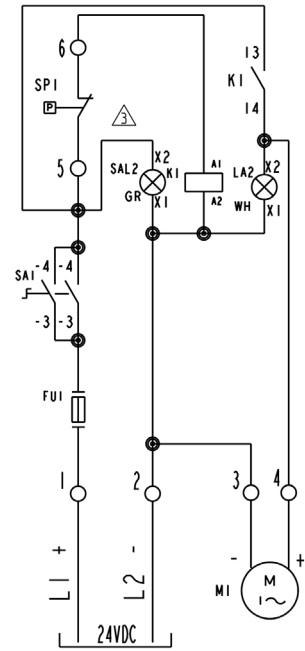 6
13
SP1
P
K1
3
14
5
X2
SAL2
K1
A1
LA2
X2
GR
X1
A2
WH
X1
-4 -4
SA1
-3 -3
FU1
1
2
3
4
L1 +
L2 -
-
+
M1
M
1~
24VDC